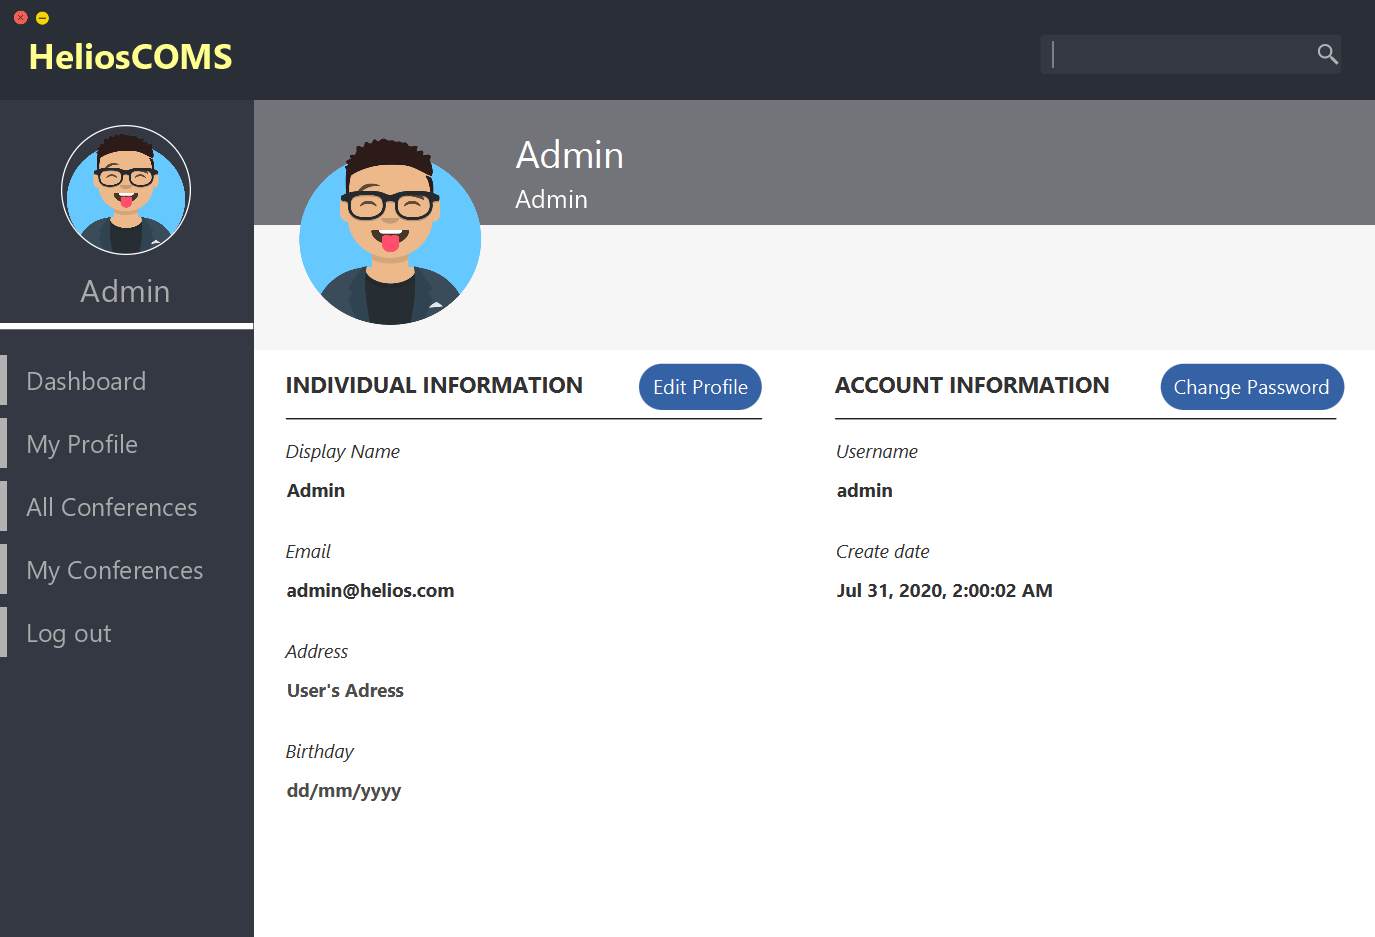 HeliosCOMS
Admin
Dashboard
My Profile
All Conferences
My Conferences
Log out
Admin
Admin
INDIVIDUAL INFORMATION
Edit Profile
Display Name
Admin
Email
admin@helios.com
Address
User's Adress
Birthday
dd/mm/yyyy
ACCOUNT INFORMATION
Change Password
Username
admin
Create date
Jul 31, 2020, 2:00:02 AM